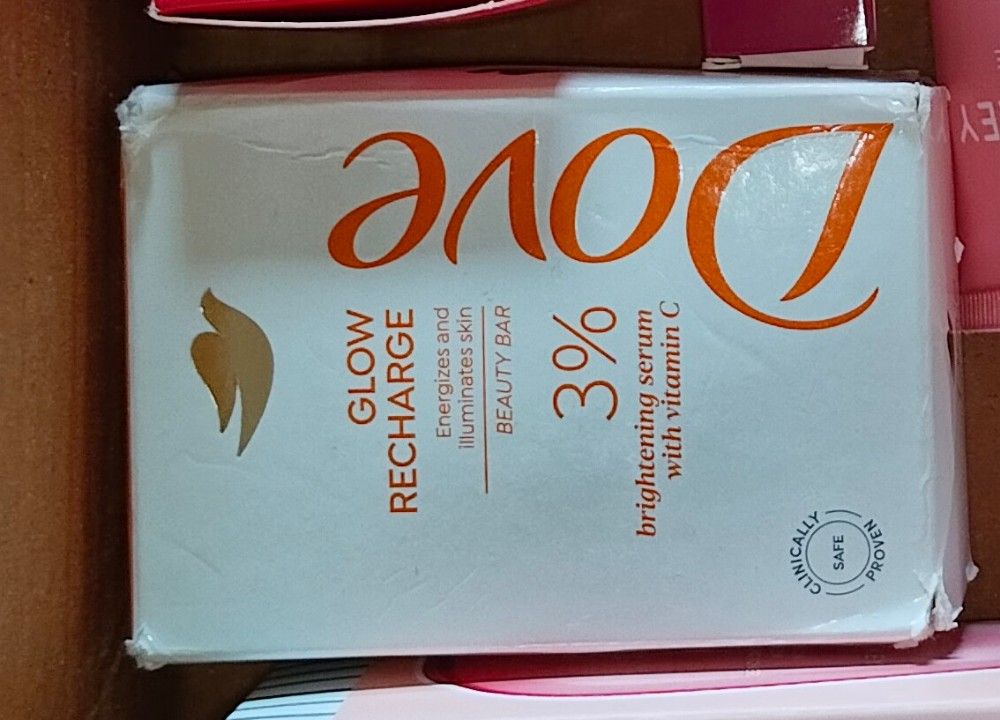 Dove
GLOW
RECHARGE
Energizes and
illuminates skin
BEAUTY BAR
3%
brightening serum
with vitamin C
CLINICALLY
SAFE
PROVEN